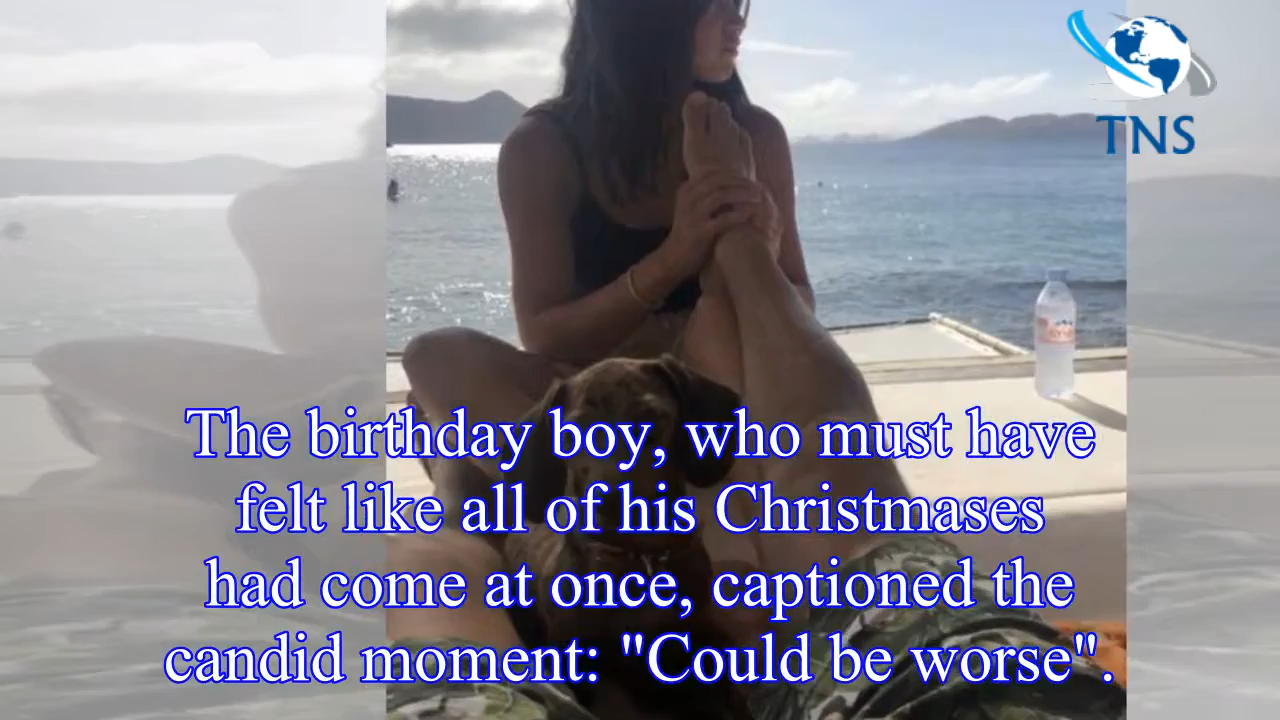 TNS
The birthday boy, who must have
felt like all of his Christmases
had come at once, captioned the
candid moment: "Could be worse".